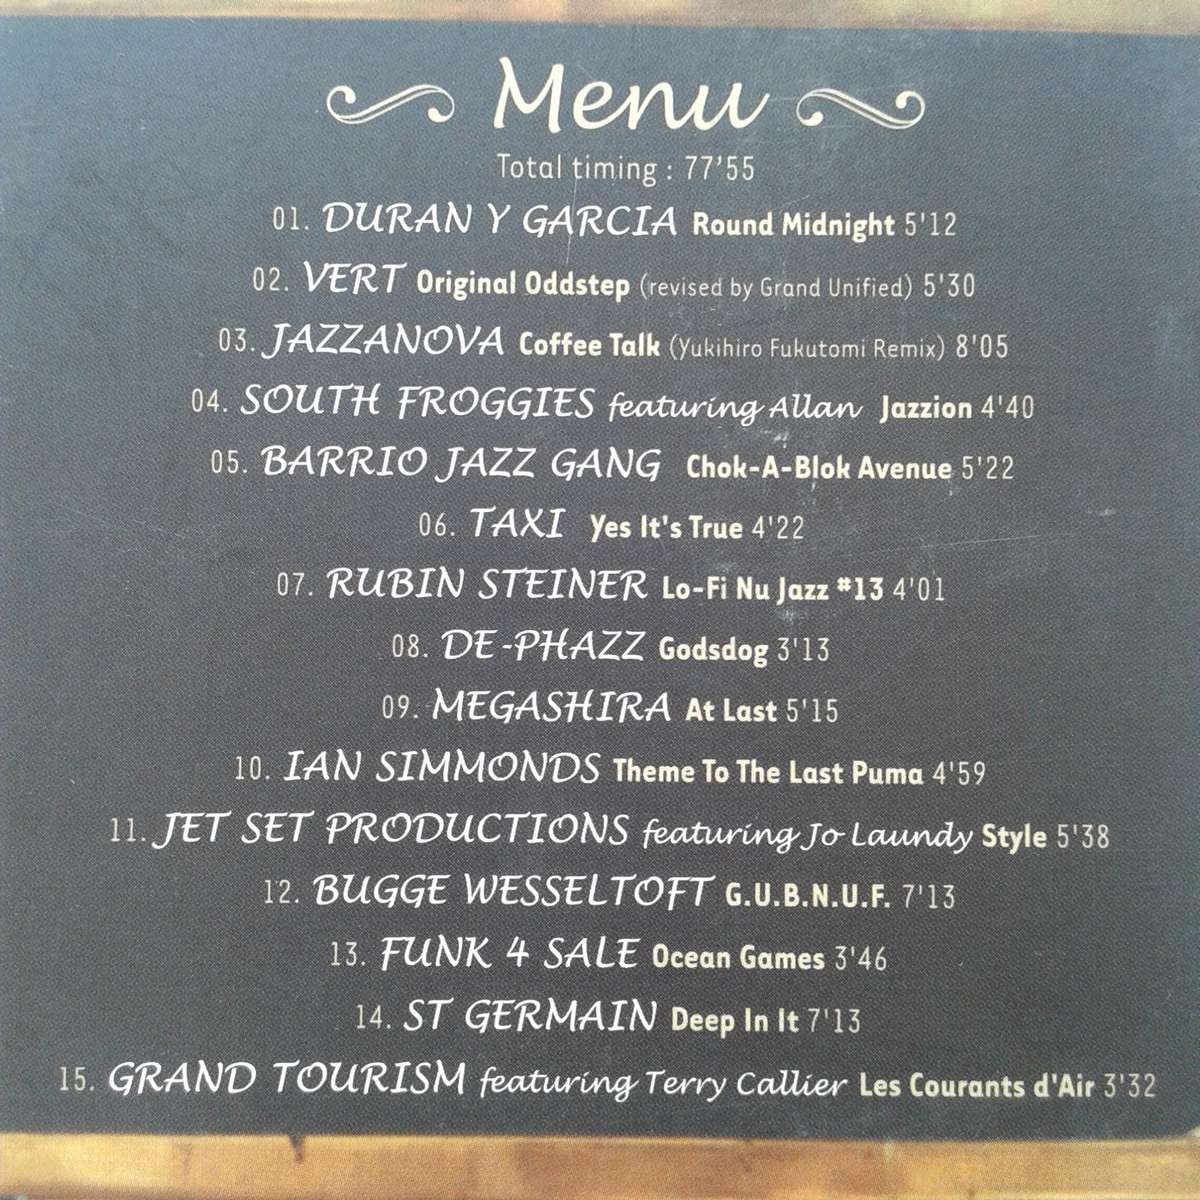 Menu
Total timing : 77'55
01. DURAN Y GARCIA Round Midnight 5'12
02. VERT Original Oddstep (revised by Grand Unified) 5'30
03. JAZZANOVA Coffee Talk (Yukihiro Fukutomi Remix) 8'05
04. SOUTH FROGGIES featuring Allan Jazzion 4'40
05. BARRIO JAZZ GANG Chok-A-Blok Avenue 5'22
06. TAXI Yes It's True 4'22
07. RUBIN STEINER Lo-Fi Nu Jazz #13 4'01
08. DE-PHAZZ Godsdog 3'13
09. MEGASHIRA At Last 5'15
10. IAN SIMMONDS Theme To The Last Puma 4'59
11. JET SET PRODUCTIONS featuring Jo Laundy Style 5'38
12. BUGGE WESSELTOFT G.U.B.N.U.F. 7'13
13. FUNK 4 SALE Ocean Games 3'46
14. ST GERMAIN Deep In It 7'13
15. GRAND TOURISM featuring Terry Callier Les Courants d'Air 3'32